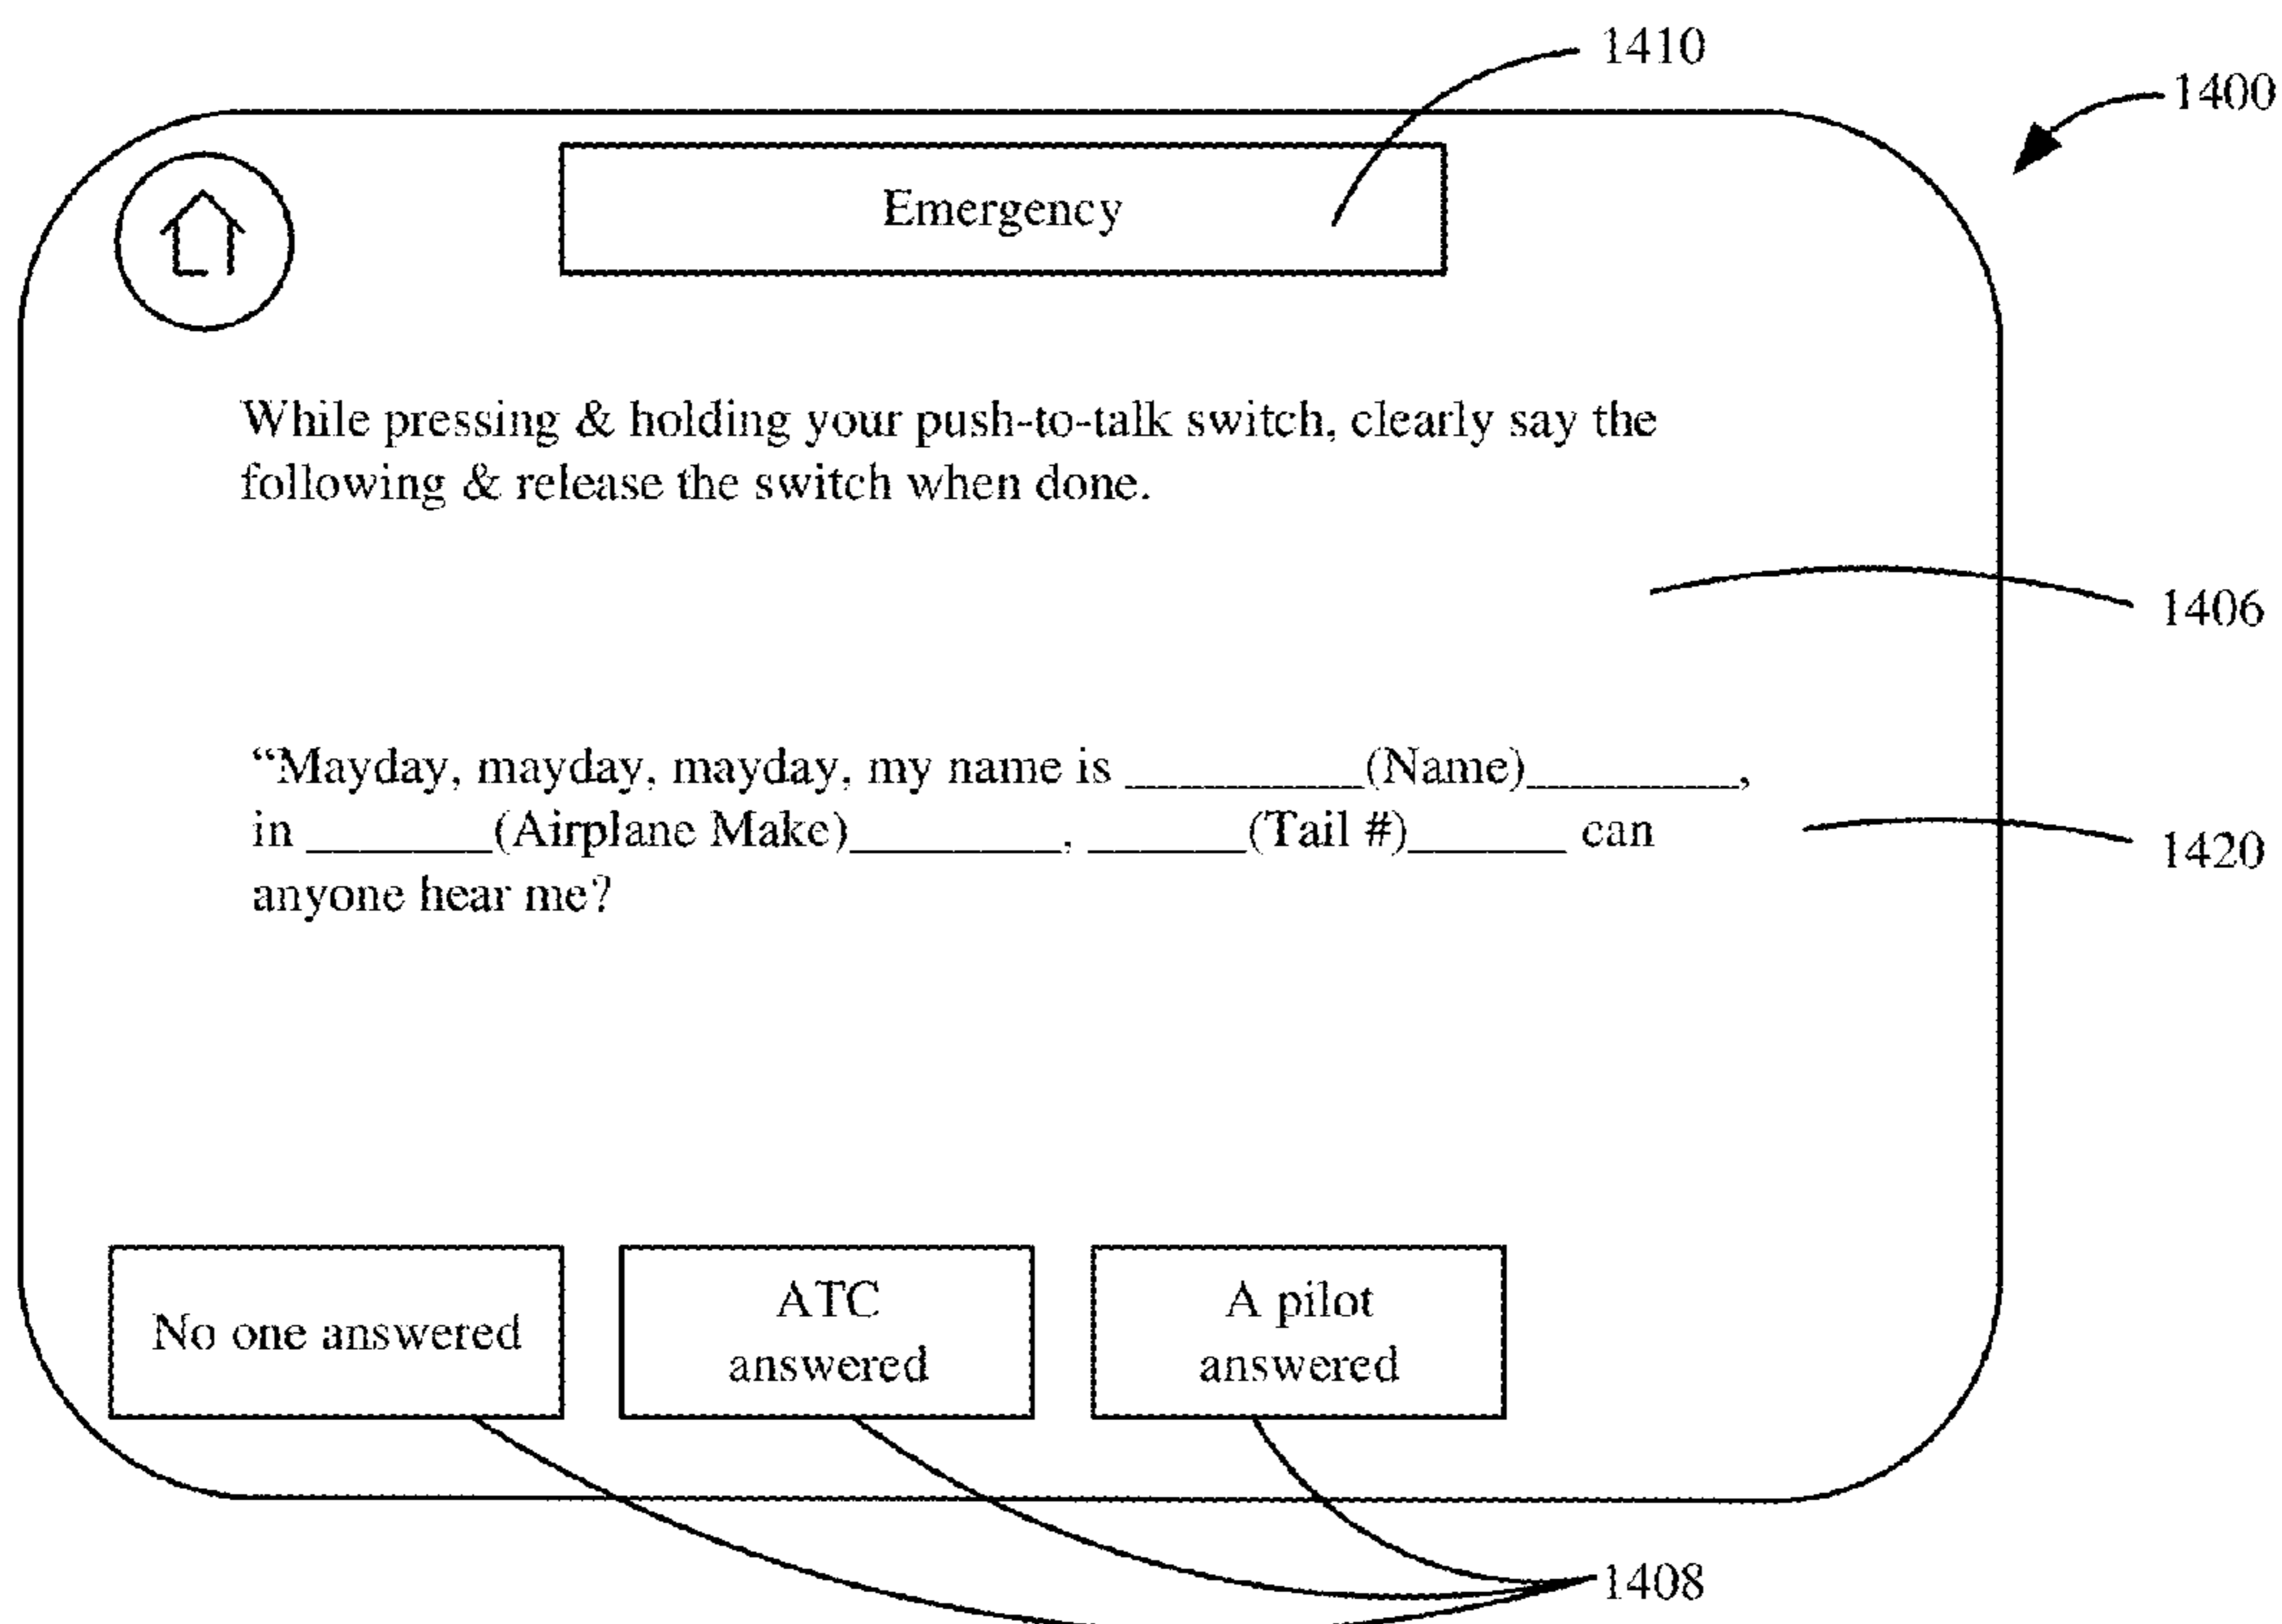 1410
1400
Emergency
While pressing & holding your push-to-talk switch, clearly say the
following & release the switch when done.
1406
“Mayday, mayday, mayday, my name is _________(Name)________,
in _______(Airplane Make)________, ______(Tail #)______ can
1420
anyone hear me?
No one answered
ATC
answered
A pilot
answered
1408